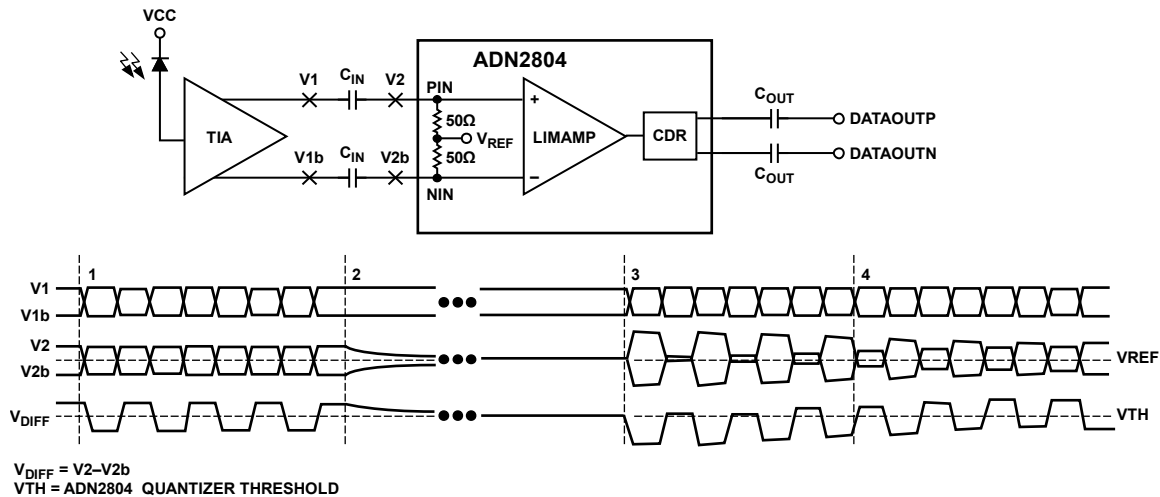 VCC
ADN2804
V1 CIN V2 PIN
TIA
50Ω
VREF
50Ω
+
LIMAMP
−
CDR
COUT
DATAOUTP
DATAOUTN
COUT
V1b CIN V2b NIN
1 2 3 4
V1
V1b
V2
V2b
VREF
VDIFF
VTH
VDIFF = V2–V2b
VTH = ADN2804 QUANTIZER THRESHOLD